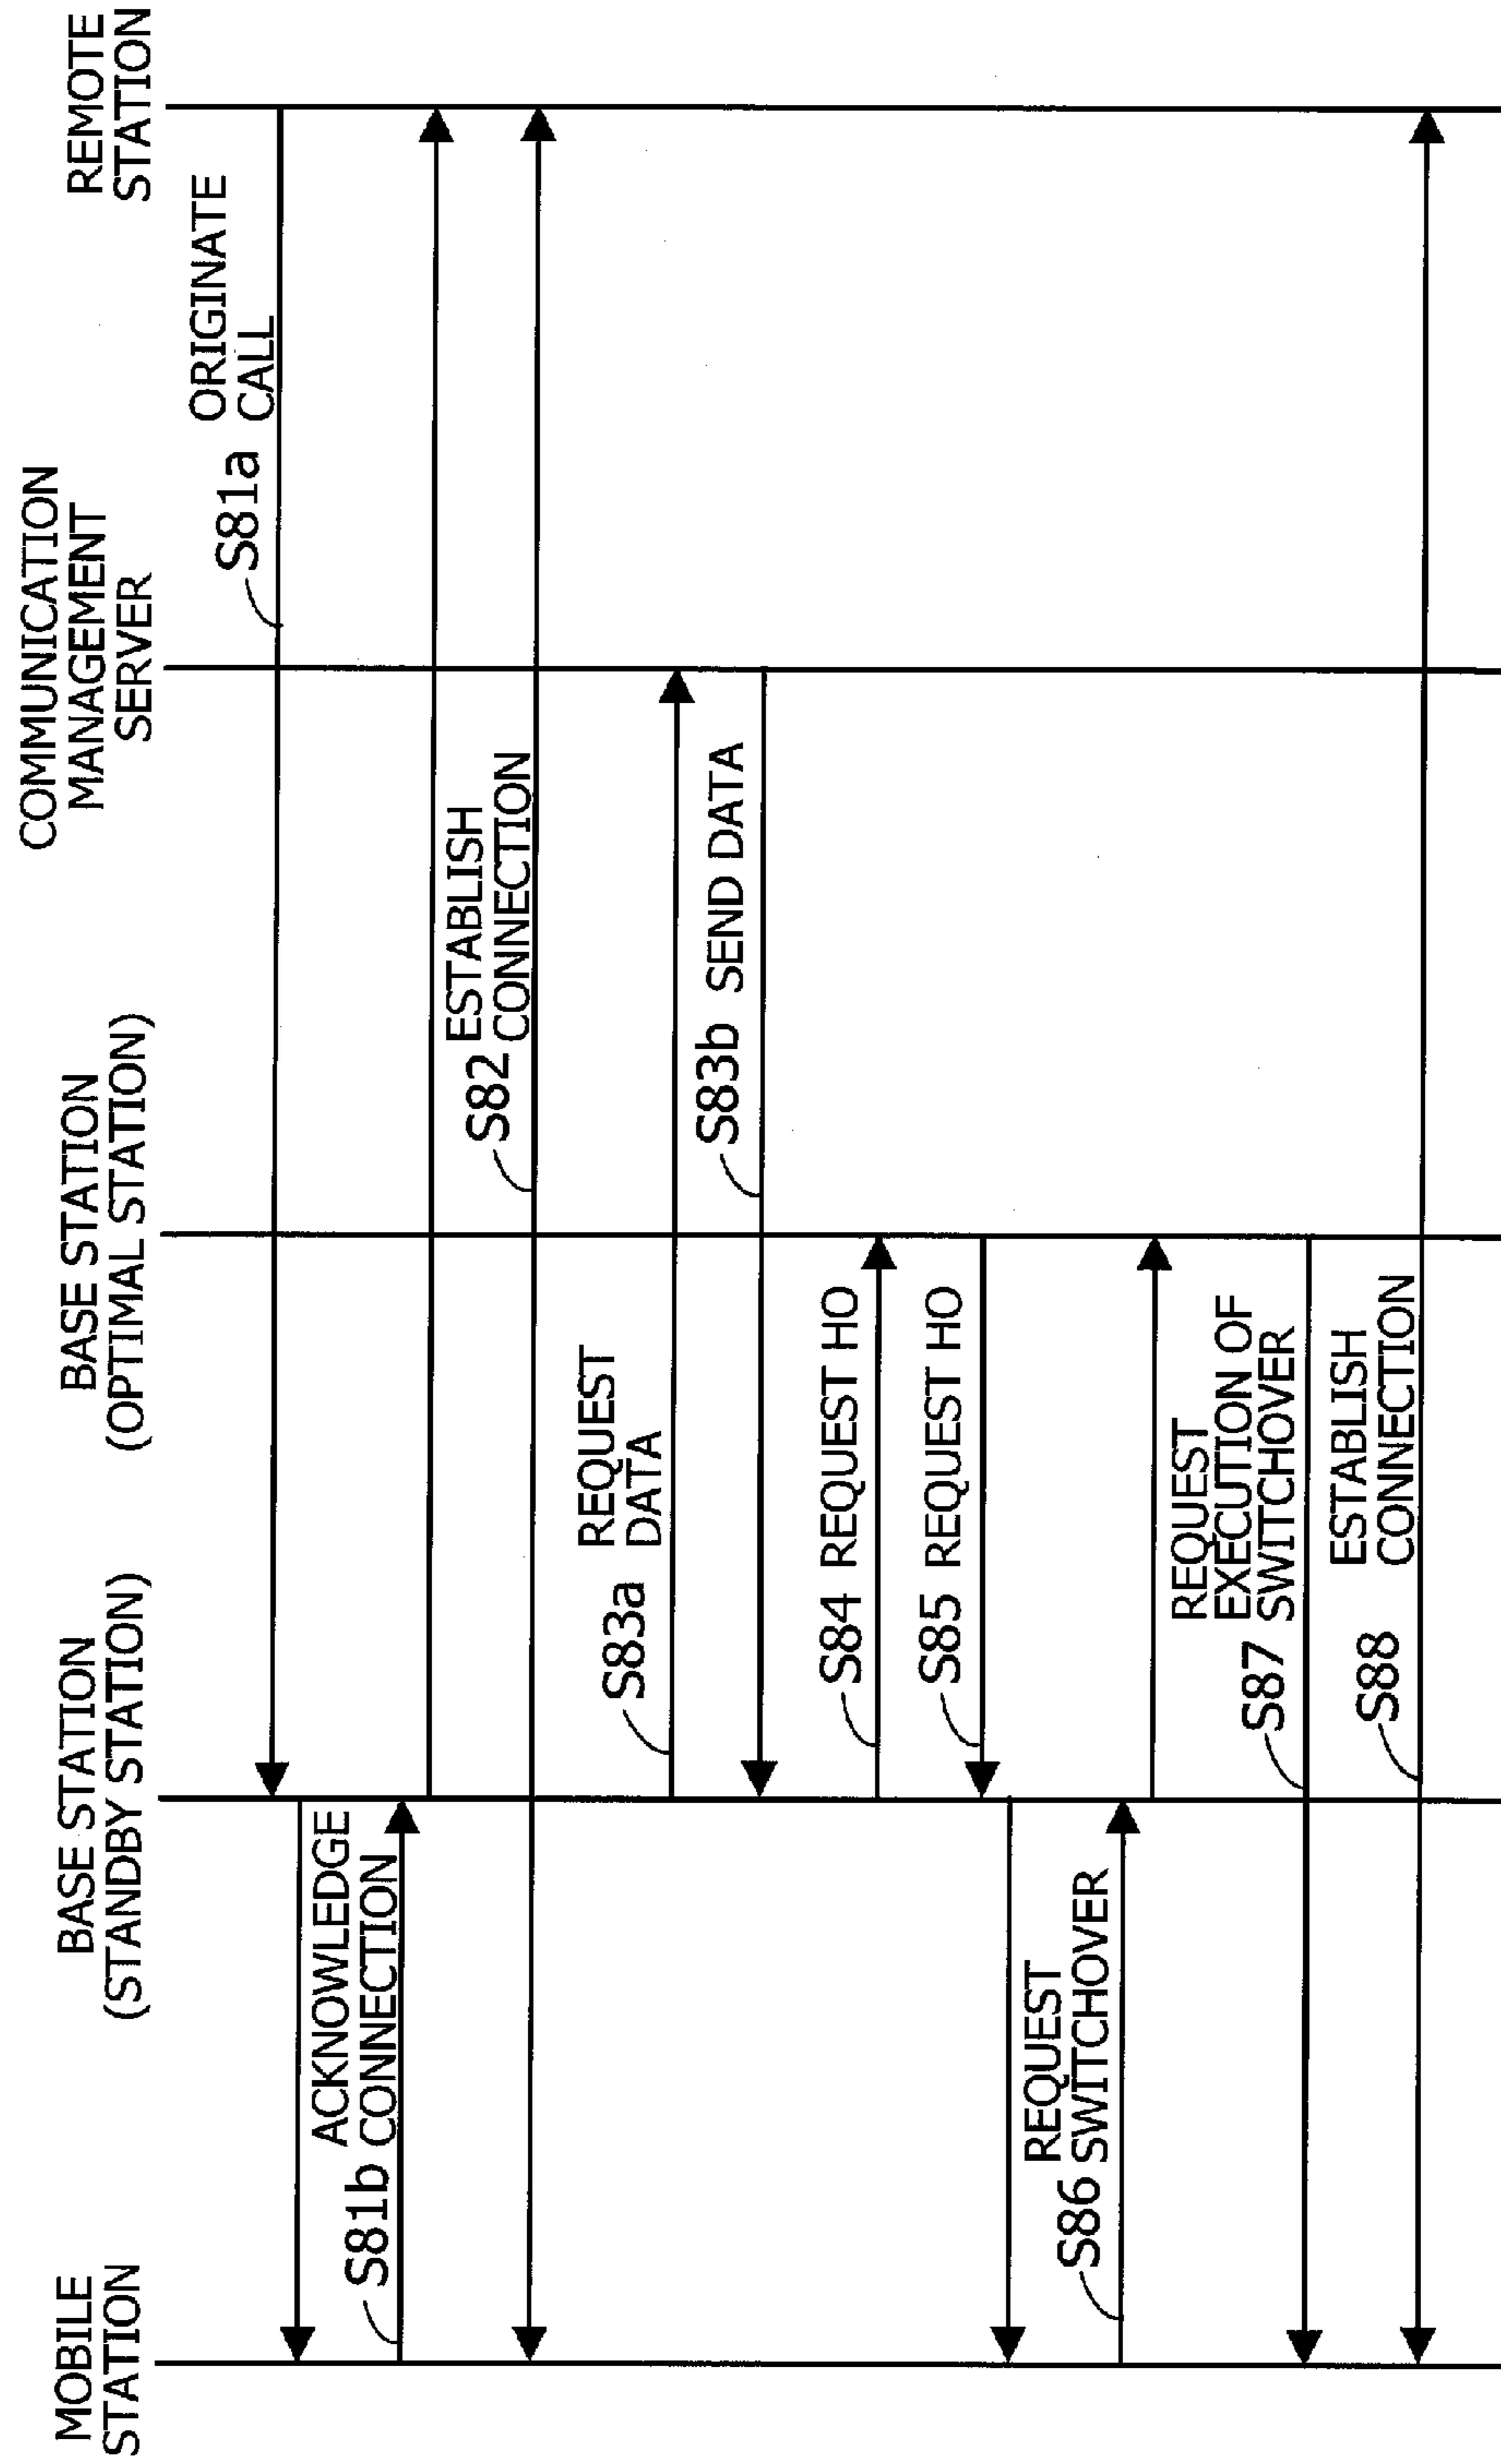 MOBILE
STATION
BASE STATION
(STANDBY STATION)
BASE STATION
(OPTIMAL STATION)
COMMUNICATION
MANAGEMENT
SERVER
REMOTE
STATION
S81a ORIGINATE
CALL
ACKNOWLEDGE
S81b CONNECTION
ESTABLISH
S82 CONNECTION
REQUEST
S83a DATA
S83b SEND DATA
S84 REQUEST HO
S85 REQUEST HO
REQUEST
S86 SWITCHOVER
REQUEST
EXECUTION OF
S87 SWITCHOVER
ESTABLISH
S88 CONNECTION